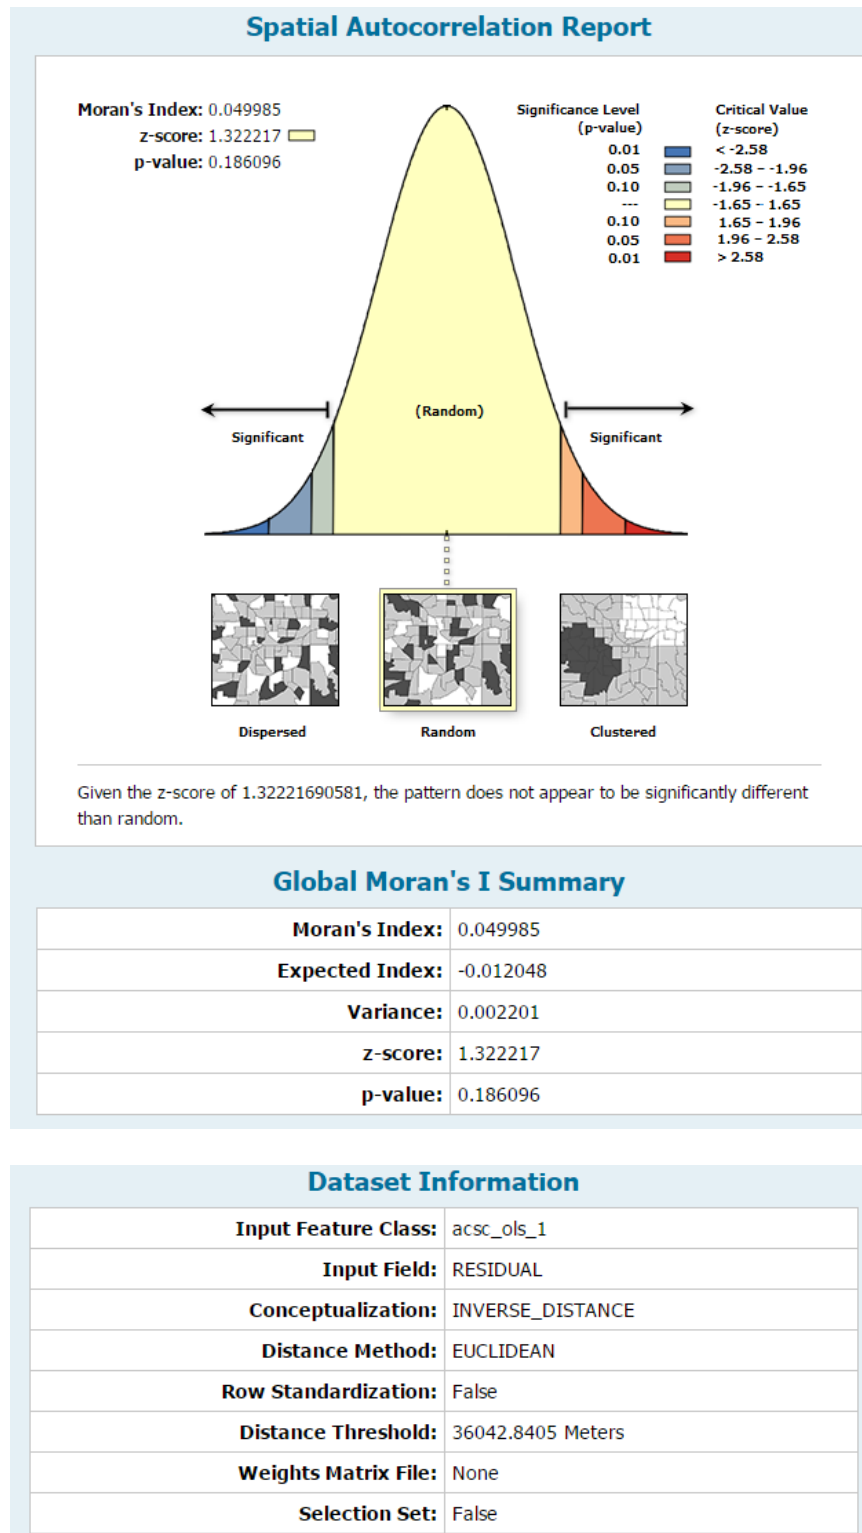 Spatial Autocorrelation Report
Moran's Index: 0.049985
z-score: 1.322217
p-value: 0.186096
Significance Level (p-value)
Critical Value (z-score)
0.01 < -2.58
0.05 -2.58 – -1.96
0.10 -1.96 – -1.65
--- -1.65 – 1.65
0.10 1.65 – 1.96
0.05 1.96 – 2.58
0.01 > 2.58
(Random)
Significant
Significant
Dispersed
Random
Clustered
Given the z-score of 1.32221690581, the pattern does not appear to be significantly different
than random.
Global Moran's I Summary
Moran's Index: 0.049985
Expected Index: -0.012048
Variance: 0.002201
z-score: 1.322217
p-value: 0.186096
Dataset Information
Input Feature Class: acsc_ols_1
Input Field: RESIDUAL
Conceptualization: INVERSE_DISTANCE
Distance Method: EUCLIDEAN
Row Standardization: False
Distance Threshold: 36042.8405 Meters
Weights Matrix File: None
Selection Set: False